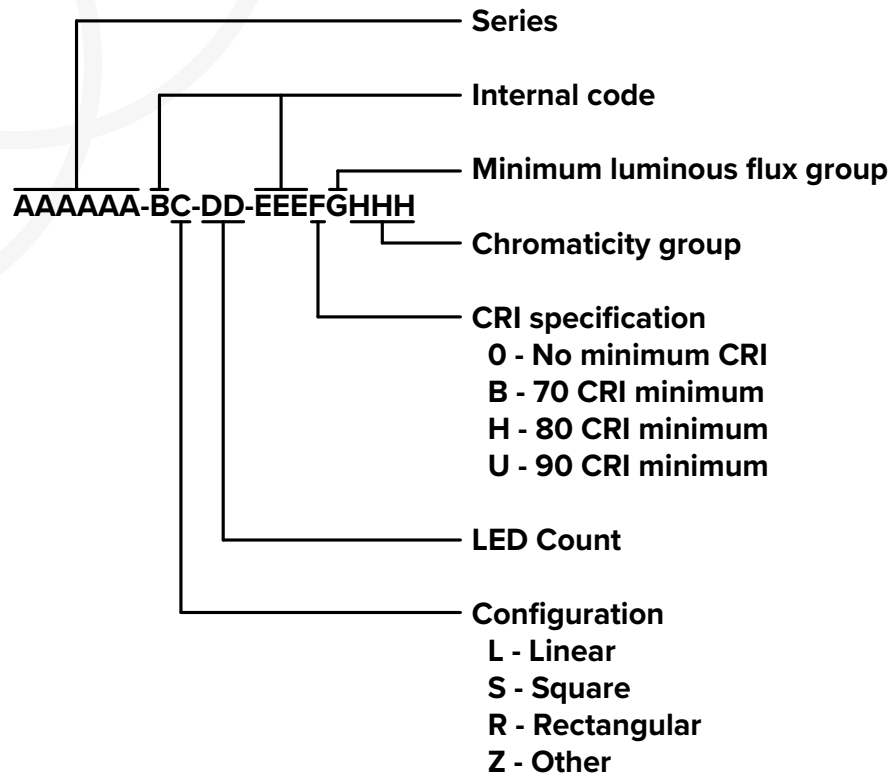 Series
Internal code
Minimum luminous flux group
AAAAAA-BC-DD-EEEFGHHH
Chromaticity group
CRI specification
0 - No minimum CRI
B - 70 CRI minimum
H - 80 CRI minimum
U - 90 CRI minimum
LED Count
Configuration
L - Linear
S - Square
R - Rectangular
Z - Other